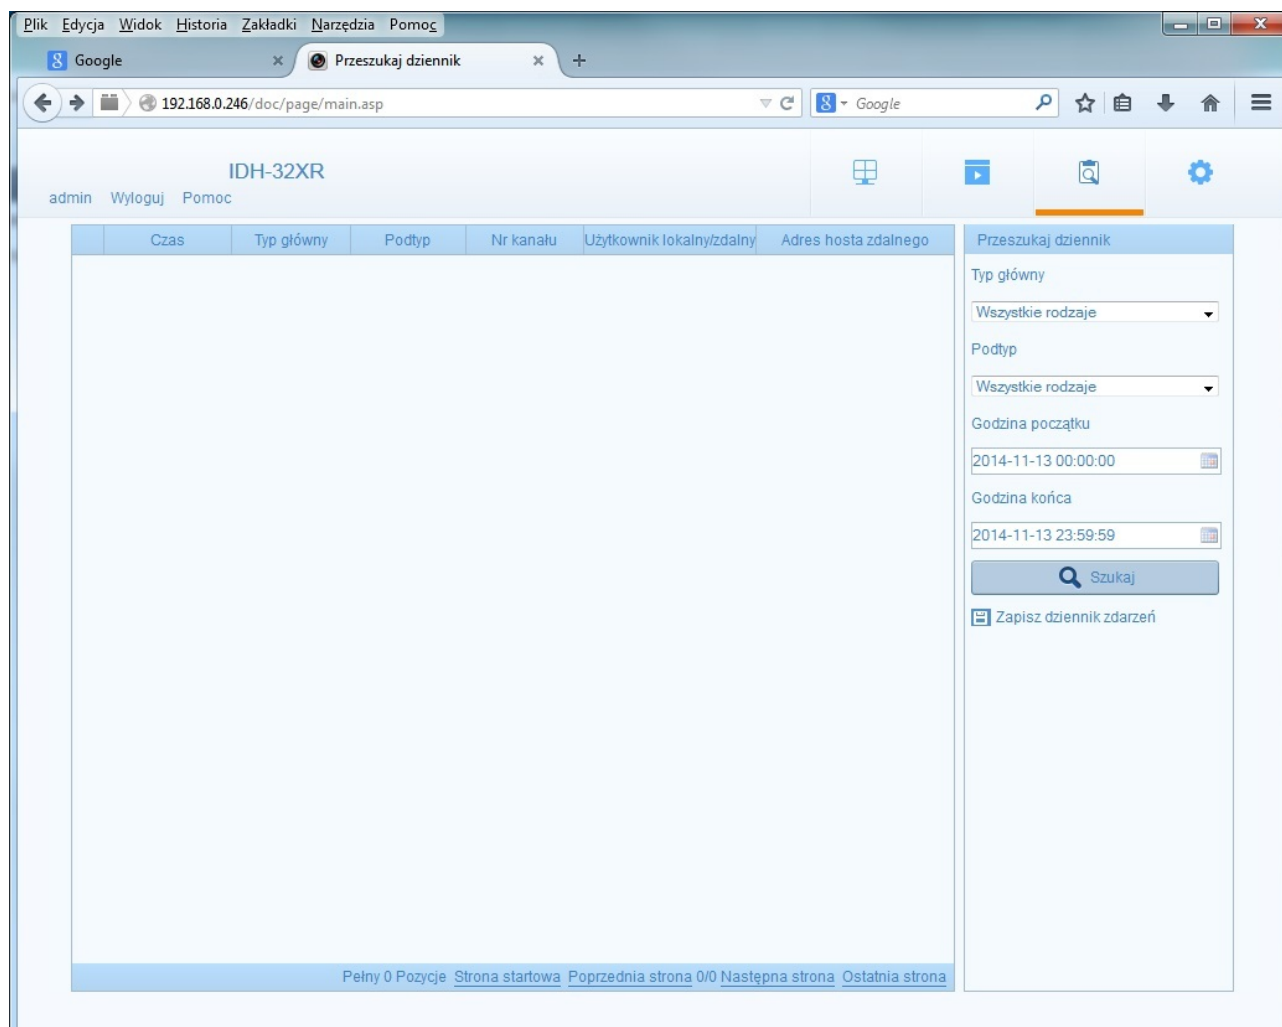 Plik Edycja Widok Historia Zakładki Narzędzia Pomoc
Google
Przeszukaj dziennik
192.168.0.246/doc/page/main.asp
Google
IDH-32XR
admin Wyloguj Pomoc
Czas Typ główny Podtyp Nr kanału Użytkownik lokalny/zdalny Adres hosta zdalnego
Przeszukaj dziennik
Typ główny
Wszystkie rodzaje
Podtyp
Wszystkie rodzaje
Godzina początku
2014-11-13 00:00:00
Godzina końca
2014-11-13 23:59:59
Szukaj
Zapisz dziennik zdarzeń
Pełny 0 Pozycje Strona startowa Poprzednia strona 0/0 Następna strona Ostatnia strona